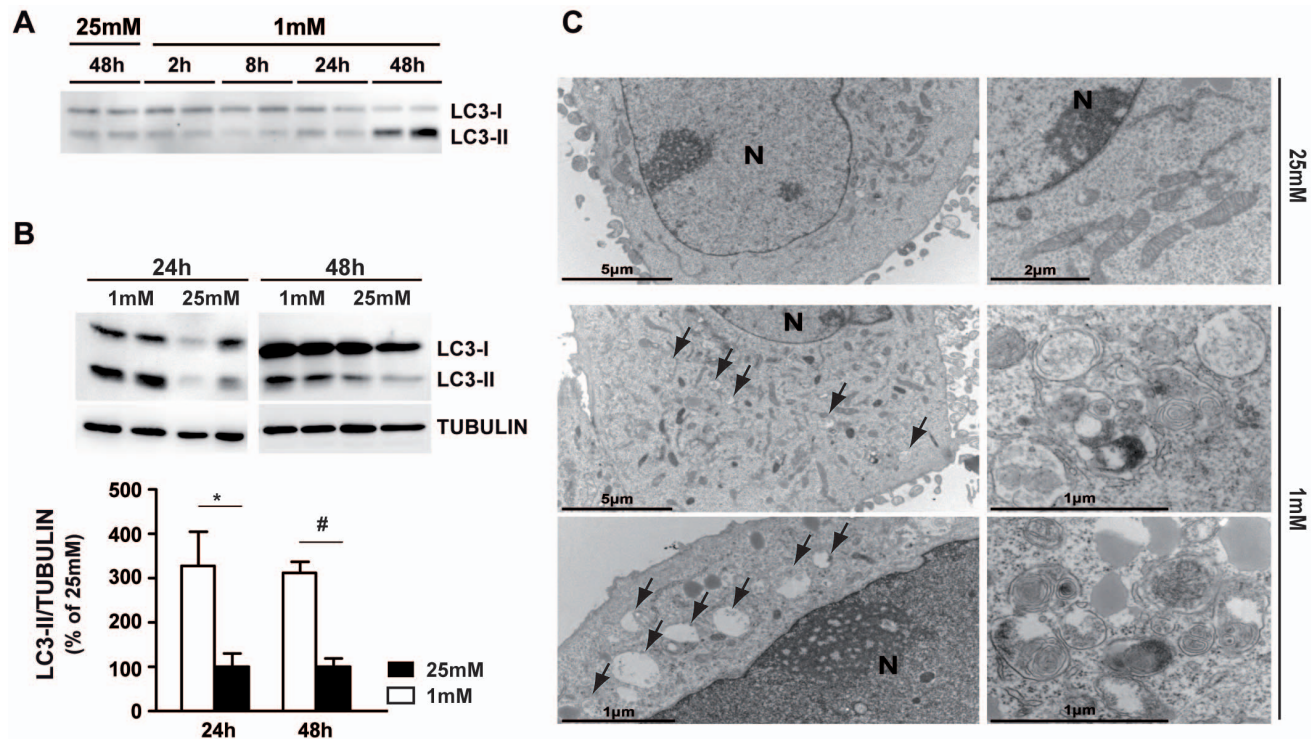 A
25mM 1mM
48h 2h 8h 24h 48h
LC3-I
LC3-II
B
24h 48h
1mM 25mM 1mM 25mM
LC3-I
LC3-II
TUBULIN
LC3-II/TUBULIN
(% of 25mM)
500
400
300
200
100
0
* #
24h 48h
25mM
1mM
C
N N
5µm 2µm
25mM
N
5µm 1µm
N
1µm 1µm
1mM